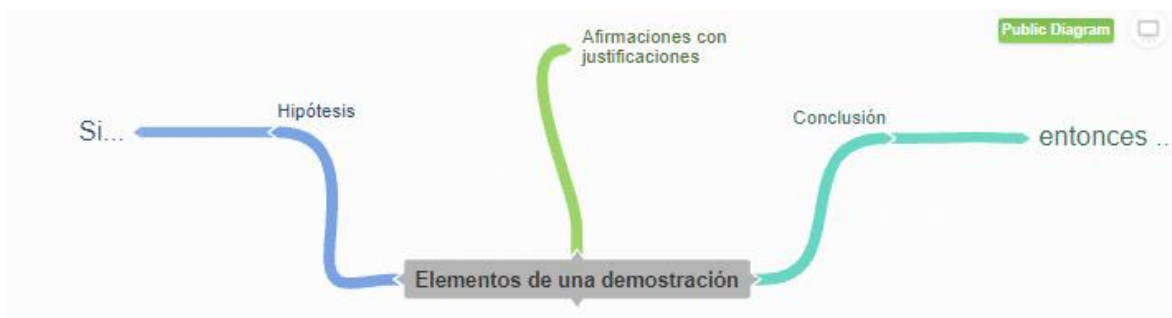 Afirmaciones con
justificaciones
Public Diagram
Hipótesis
Si...
Conclusión
entonces ..
Elementos de una demostración